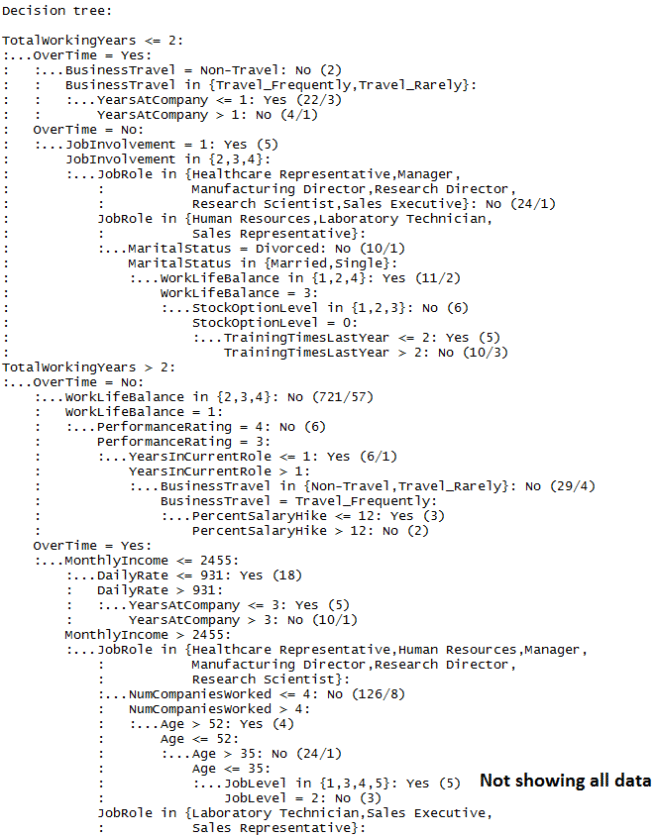 Decision tree:

TotalWorkingYears <= 2:
:...OverTime = Yes:
:   :...BusinessTravel = Non-Travel: No (2)
:   :   BusinessTravel in {Travel_Frequently,Travel_Rarely}:
:   :   :...YearsAtCompany <= 1: Yes (22/3)
:   :       YearsAtCompany > 1: No (4/1)
:   OverTime = No:
:   :...JobInvolvement = 1: Yes (5)
:       JobInvolvement in {2,3,4}:
:       :...JobRole in {Healthcare Representative,Manager,
:           :           Manufacturing Director,Research Director,
:           :           Research Scientist,Sales Executive}: No (24/1)
:           JobRole in {Human Resources,Laboratory Technician,
:           :           Sales Representative}:
:           :...MaritalStatus = Divorced: No (10/1)
:               MaritalStatus in {Married,Single}:
:               :...WorkLifeBalance in {1,2,4}: Yes (11/2)
:                   WorkLifeBalance = 3:
:                   :...StockOptionLevel in {1,2,3}: No (6)
:                       StockOptionLevel = 0:
:                       :...TrainingTimesLastYear <= 2: Yes (5)
:                           TrainingTimesLastYear > 2: No (10/3)
TotalWorkingYears > 2:
:...OverTime = No:
    :...WorkLifeBalance in {2,3,4}: No (721/57)
    :   WorkLifeBalance = 1:
    :   :...PerformanceRating = 4: No (6)
    :       PerformanceRating = 3:
    :       :...YearsInCurrentRole <= 1: Yes (6/1)
    :           YearsInCurrentRole > 1:
    :           :...BusinessTravel in {Non-Travel,Travel_Rarely}: No (29/4)
    :               BusinessTravel = Travel_Frequently:
    :               :...PercentSalaryHike <= 12: Yes (3)
    :                   PercentSalaryHike > 12: No (2)
    OverTime = Yes:
    :...MonthlyIncome <= 2455:
        :...DailyRate <= 931: Yes (18)
        :   DailyRate > 931:
        :   :...YearsAtCompany <= 3: Yes (5)
        :       YearsAtCompany > 3: No (10/1)
        MonthlyIncome > 2455:
        :...JobRole in {Healthcare Representative,Human Resources,Manager,
            :           Manufacturing Director,Research Director,
            :           Research Scientist}:
            :...NumCompaniesWorked <= 4: No (126/8)
            :   NumCompaniesWorked > 4:
            :   :...Age > 52: Yes (4)
            :       Age <= 52:
            :       :...Age > 35: No (24/1)
            :           Age <= 35:
            :           :...JobLevel in {1,3,4,5}: Yes (5) Not showing all data
            :               JobLevel = 2: No (3)
            JobRole in {Laboratory Technician,Sales Executive,
            :           Sales Representative}: